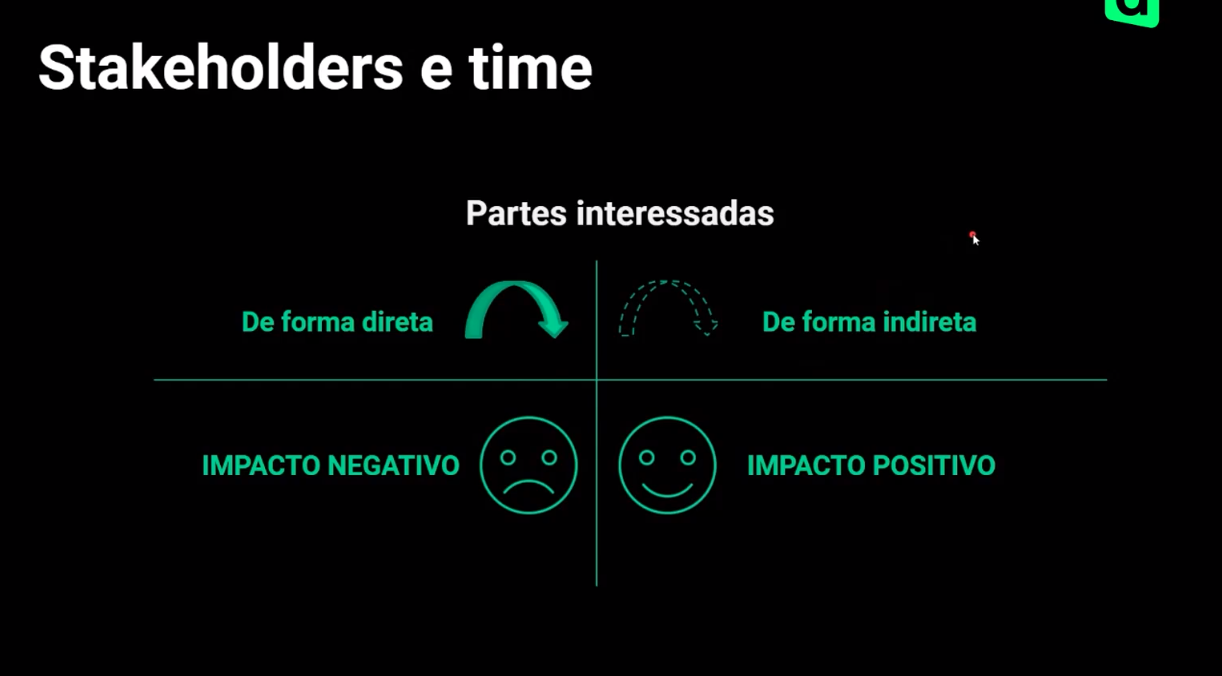 Stakeholders e time
Partes interessadas
De forma direta
De forma indireta
IMPACTO NEGATIVO
IMPACTO POSITIVO